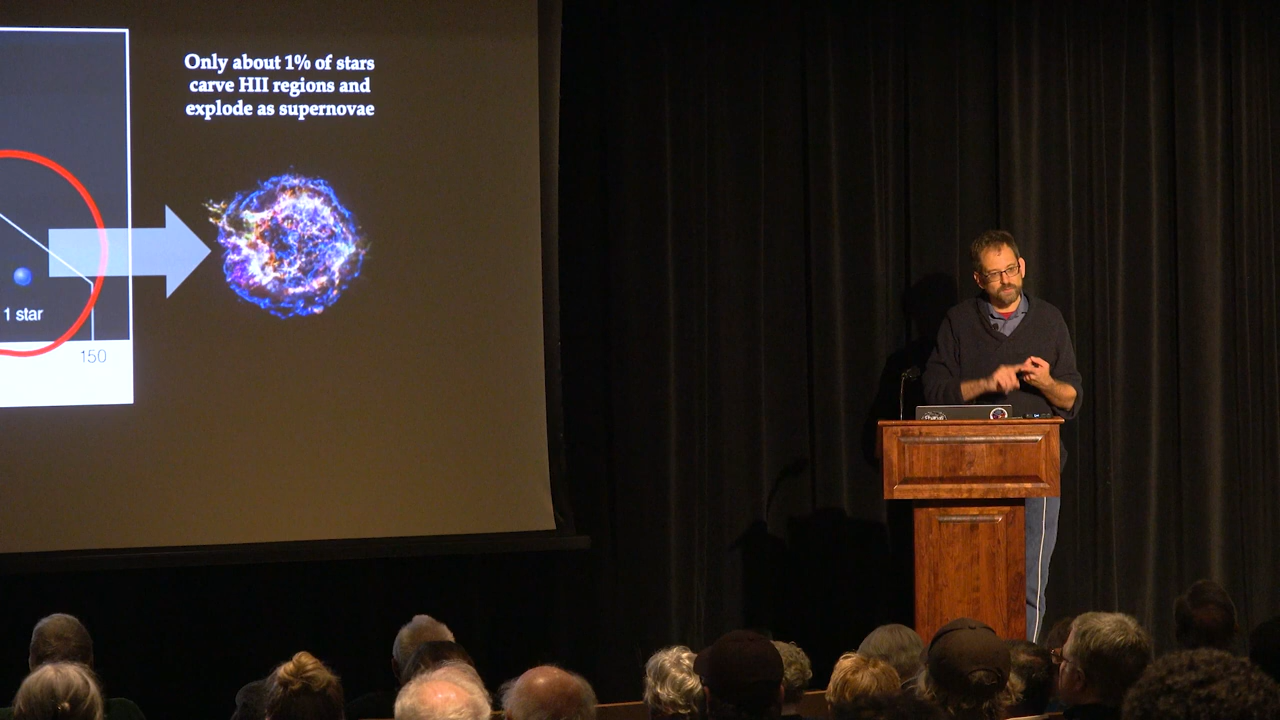 Only about 1% of stars
carve HII regions and
explode as supernovae
1 star
150